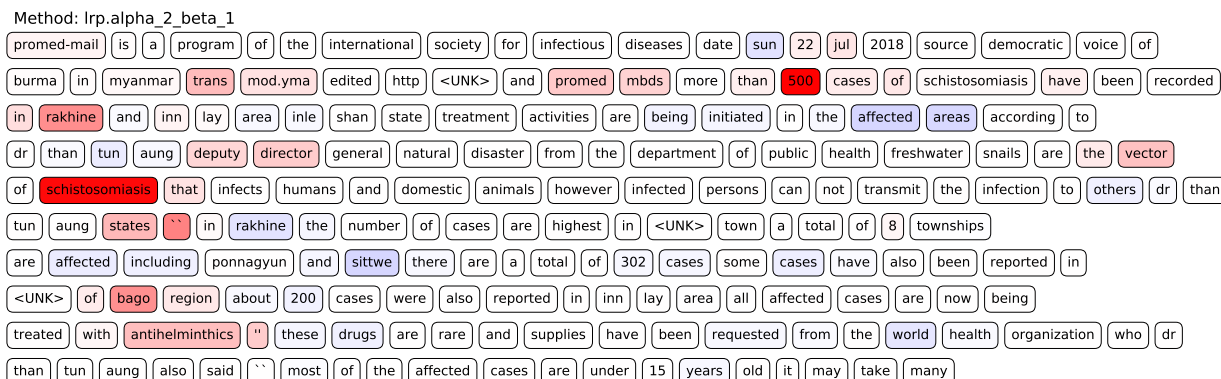 Method: lrp.alpha_2_beta_1
promed-mail is a program of the international society for infectious diseases date sun 22 jul 2018 source democratic voice of
burma in myanmar trans mod.yma edited http <UNK> and promed mbds more than 500 cases of schistosomiasis have been recorded
in rakhine and inn lay area inle shan state treatment activities are being initiated in the affected areas according to
dr than tun aung deputy director general natural disaster from the department of public health freshwater snails are the vector
of schistosomiasis that infects humans and domestic animals however infected persons can not transmit the infection to others dr than
tun aung states `` in rakhine the number of cases are highest in <UNK> town a total of 8 townships
are affected including ponnagyun and sittwe there are a total of 302 cases some cases have also been reported in
<UNK> of bago region about 200 cases were also reported in inn lay area all affected cases are now being
treated with antihelminthics '' these drugs are rare and supplies have been requested from the world health organization who dr
than tun aung also said `` most of the affected cases are under 15 years old it may take many